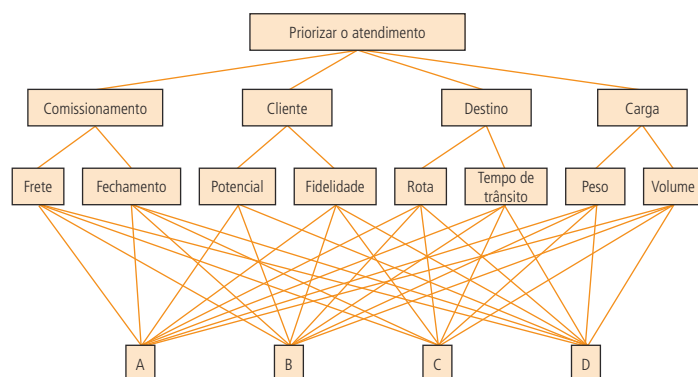 Priorizar o atendimento
Comissionamento
Cliente
Destino
Carga
Frete
Fechamento
Potencial
Fidelidade
Rota
Tempo de
trânsito
Peso
Volume
A
B
C
D